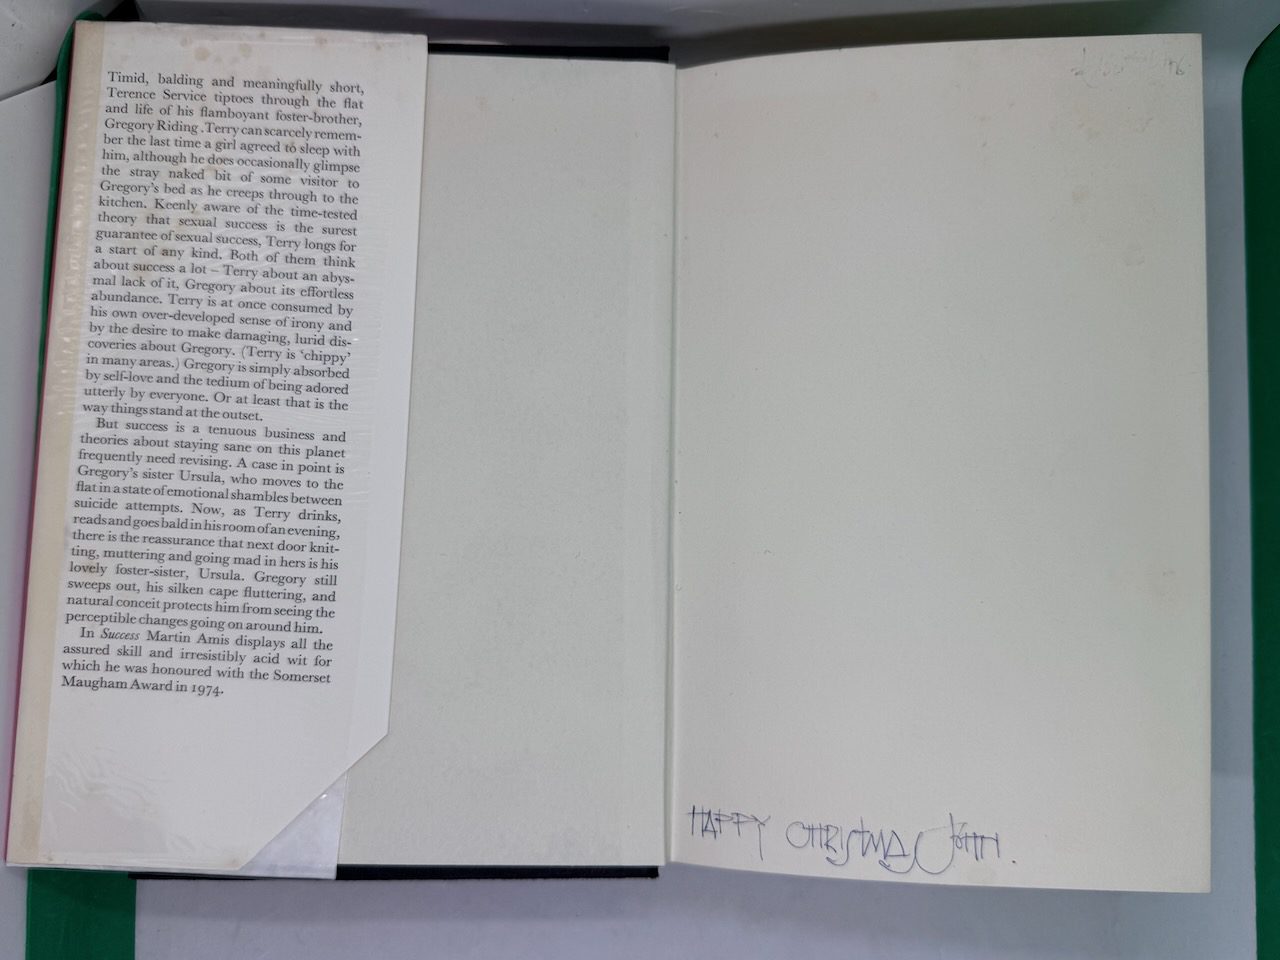 Timid, balding and meaningfully short,
Terence Service tiptoes through the flat
and life of his flamboyant foster-brother,
Gregory Riding .Terry can scarcely remem-
ber the last time a girl agreed to sleep with
him, although he does occasionally glimpse
the stray naked bit of some visitor to
Gregory's bed as he creeps through to the
kitchen. Keenly aware of the time-tested
theory that sexual success is the surest
guarantee of sexual success, Terry longs for
a start of any kind. Both of them think
about success a lot – Terry about an abys-
mal lack of it, Gregory about its effortless
abundance. Terry is at once consumed by
his own over-developed sense of irony and
by the desire to make damaging, lurid dis-
coveries about Gregory. (Terry is 'chippy'
in many areas.) Gregory is simply absorbed
by self-love and the tedium of being adored
utterly by everyone. Or at least that is the
way things stand at the outset.
But success is a tenuous business and
theories about staying sane on this planet
frequently need revising. A case in point is
Gregory's sister Ursula, who moves to the
flat in a state of emotional shambles between
suicide attempts. Now, as Terry drinks,
reads and goes bald in his room of an evening,
there is the reassurance that next door knit-
ting, muttering and going mad in hers is his
lovely foster-sister, Ursula. Gregory still
sweeps out, his silken cape fluttering, and
natural conceit protects him from seeing the
perceptible changes going on around him.
In Success Martin Amis displays all the
assured skill and irresistibly acid wit for
which he was honoured with the Somerset
Maugham Award in 1974.
HAPPY CHRISTMAS JOHN.